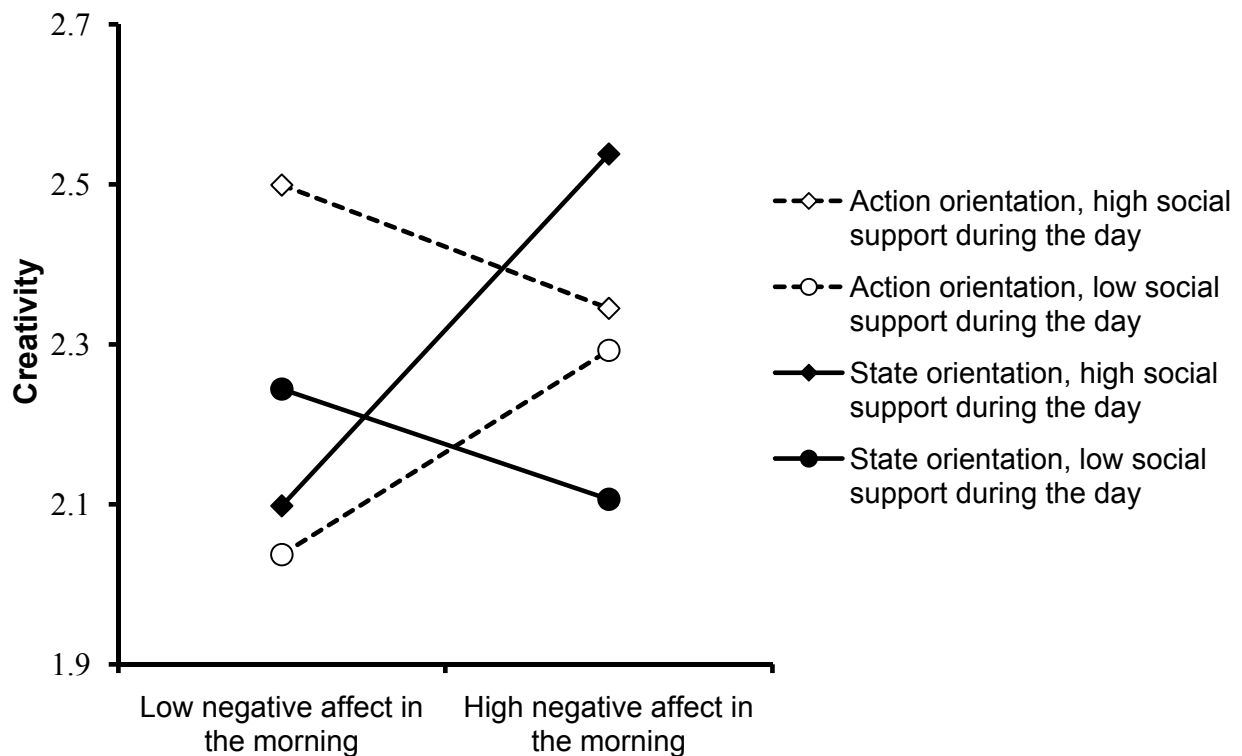 2.7
2.5
2.3
2.1
1.9
Creativity
Low negative affect in
the morning
High negative affect in
the morning
Action orientation, high social
support during the day
Action orientation, low social
support during the day
State orientation, high social
support during the day
State orientation, low social
support during the day